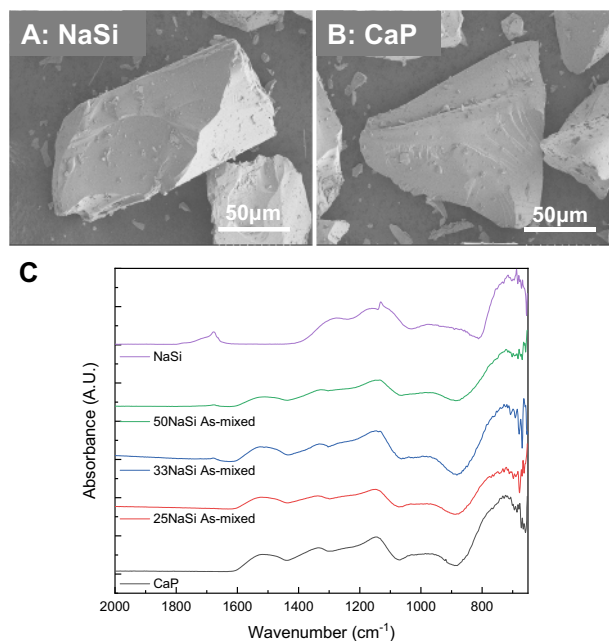 A: NaSi
B: CaP
50μm
50μm
C
Absorbance (A.U.)
NaSi
50NaSi As-mixed
33NaSi As-mixed
25NaSi As-mixed
CaP
2000 1800 1600 1400 1200 1000 800
Wavenumber (cm⁻¹)